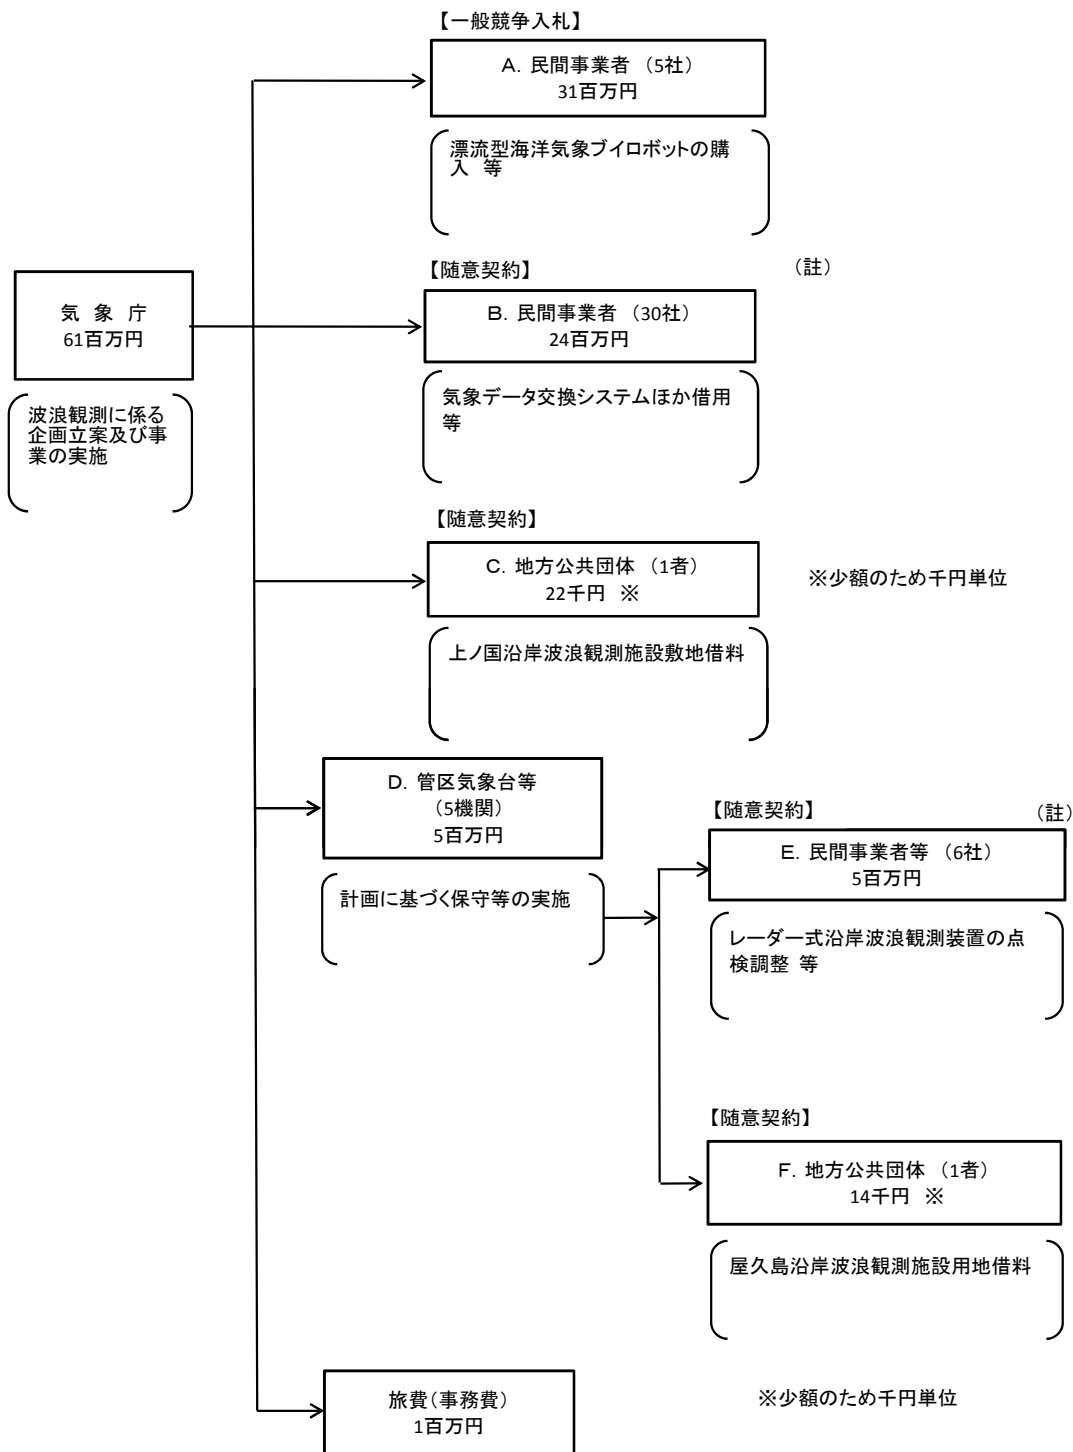 【一般競争入札】
A．民間事業者 （5社）
31百万円
漂流型海洋気象ブイロボットの購
入 等
【随意契約】
（註）
気 象 庁
61百万円
B．民間事業者 （30社）
24百万円
波浪観測に係る
企画立案及び事
業の実施
気象データ交換システムほか借用
等
【随意契約】
C．地方公共団体 （1者）
22千円 ※
※少額のため千円単位
上ノ国沿岸波浪観測施設敷地借料
D．管区気象台等
（5機関）
5百万円
【随意契約】
（註）
E．民間事業者等 （6社）
5百万円
計画に基づく保守等の実施
レーダー式沿岸波浪観測装置の点
検調整 等
【随意契約】
F．地方公共団体 （1者）
14千円 ※
屋久島沿岸波浪観測施設用地借料
旅費（事務費）
1百万円
※少額のため千円単位